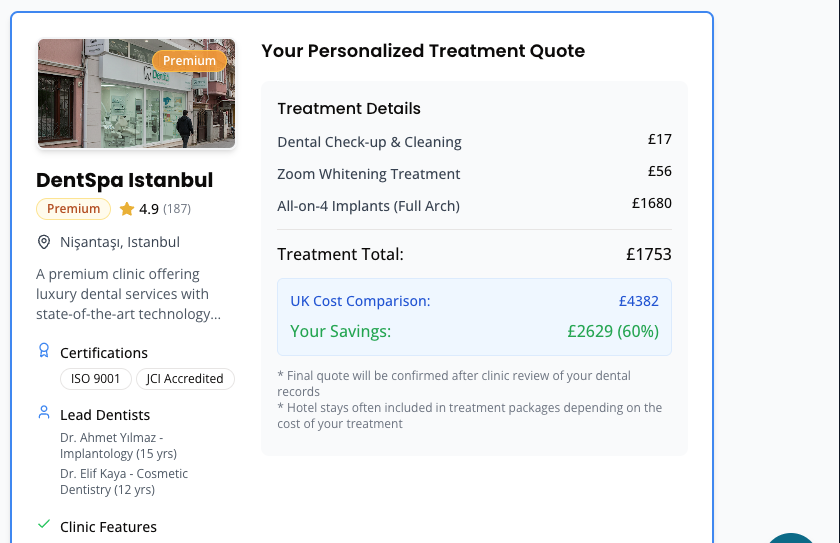 Premium
DentSpa Istanbul
Premium 4.9 (187)
Nişantaşı, Istanbul
A premium clinic offering
luxury dental services with
state-of-the-art technology...
Certifications
ISO 9001 JCI Accredited
Lead Dentists
Dr. Ahmet Yılmaz -
Implantology (15 yrs)
Dr. Elif Kaya - Cosmetic
Dentistry (12 yrs)
Clinic Features
Your Personalized Treatment Quote
Treatment Details
Dental Check-up & Cleaning £17
Zoom Whitening Treatment £56
All-on-4 Implants (Full Arch) £1680
Treatment Total: £1753
UK Cost Comparison: £4382
Your Savings: £2629 (60%)
* Final quote will be confirmed after clinic review of your dental
records
* Hotel stays often included in treatment packages depending on the
cost of your treatment